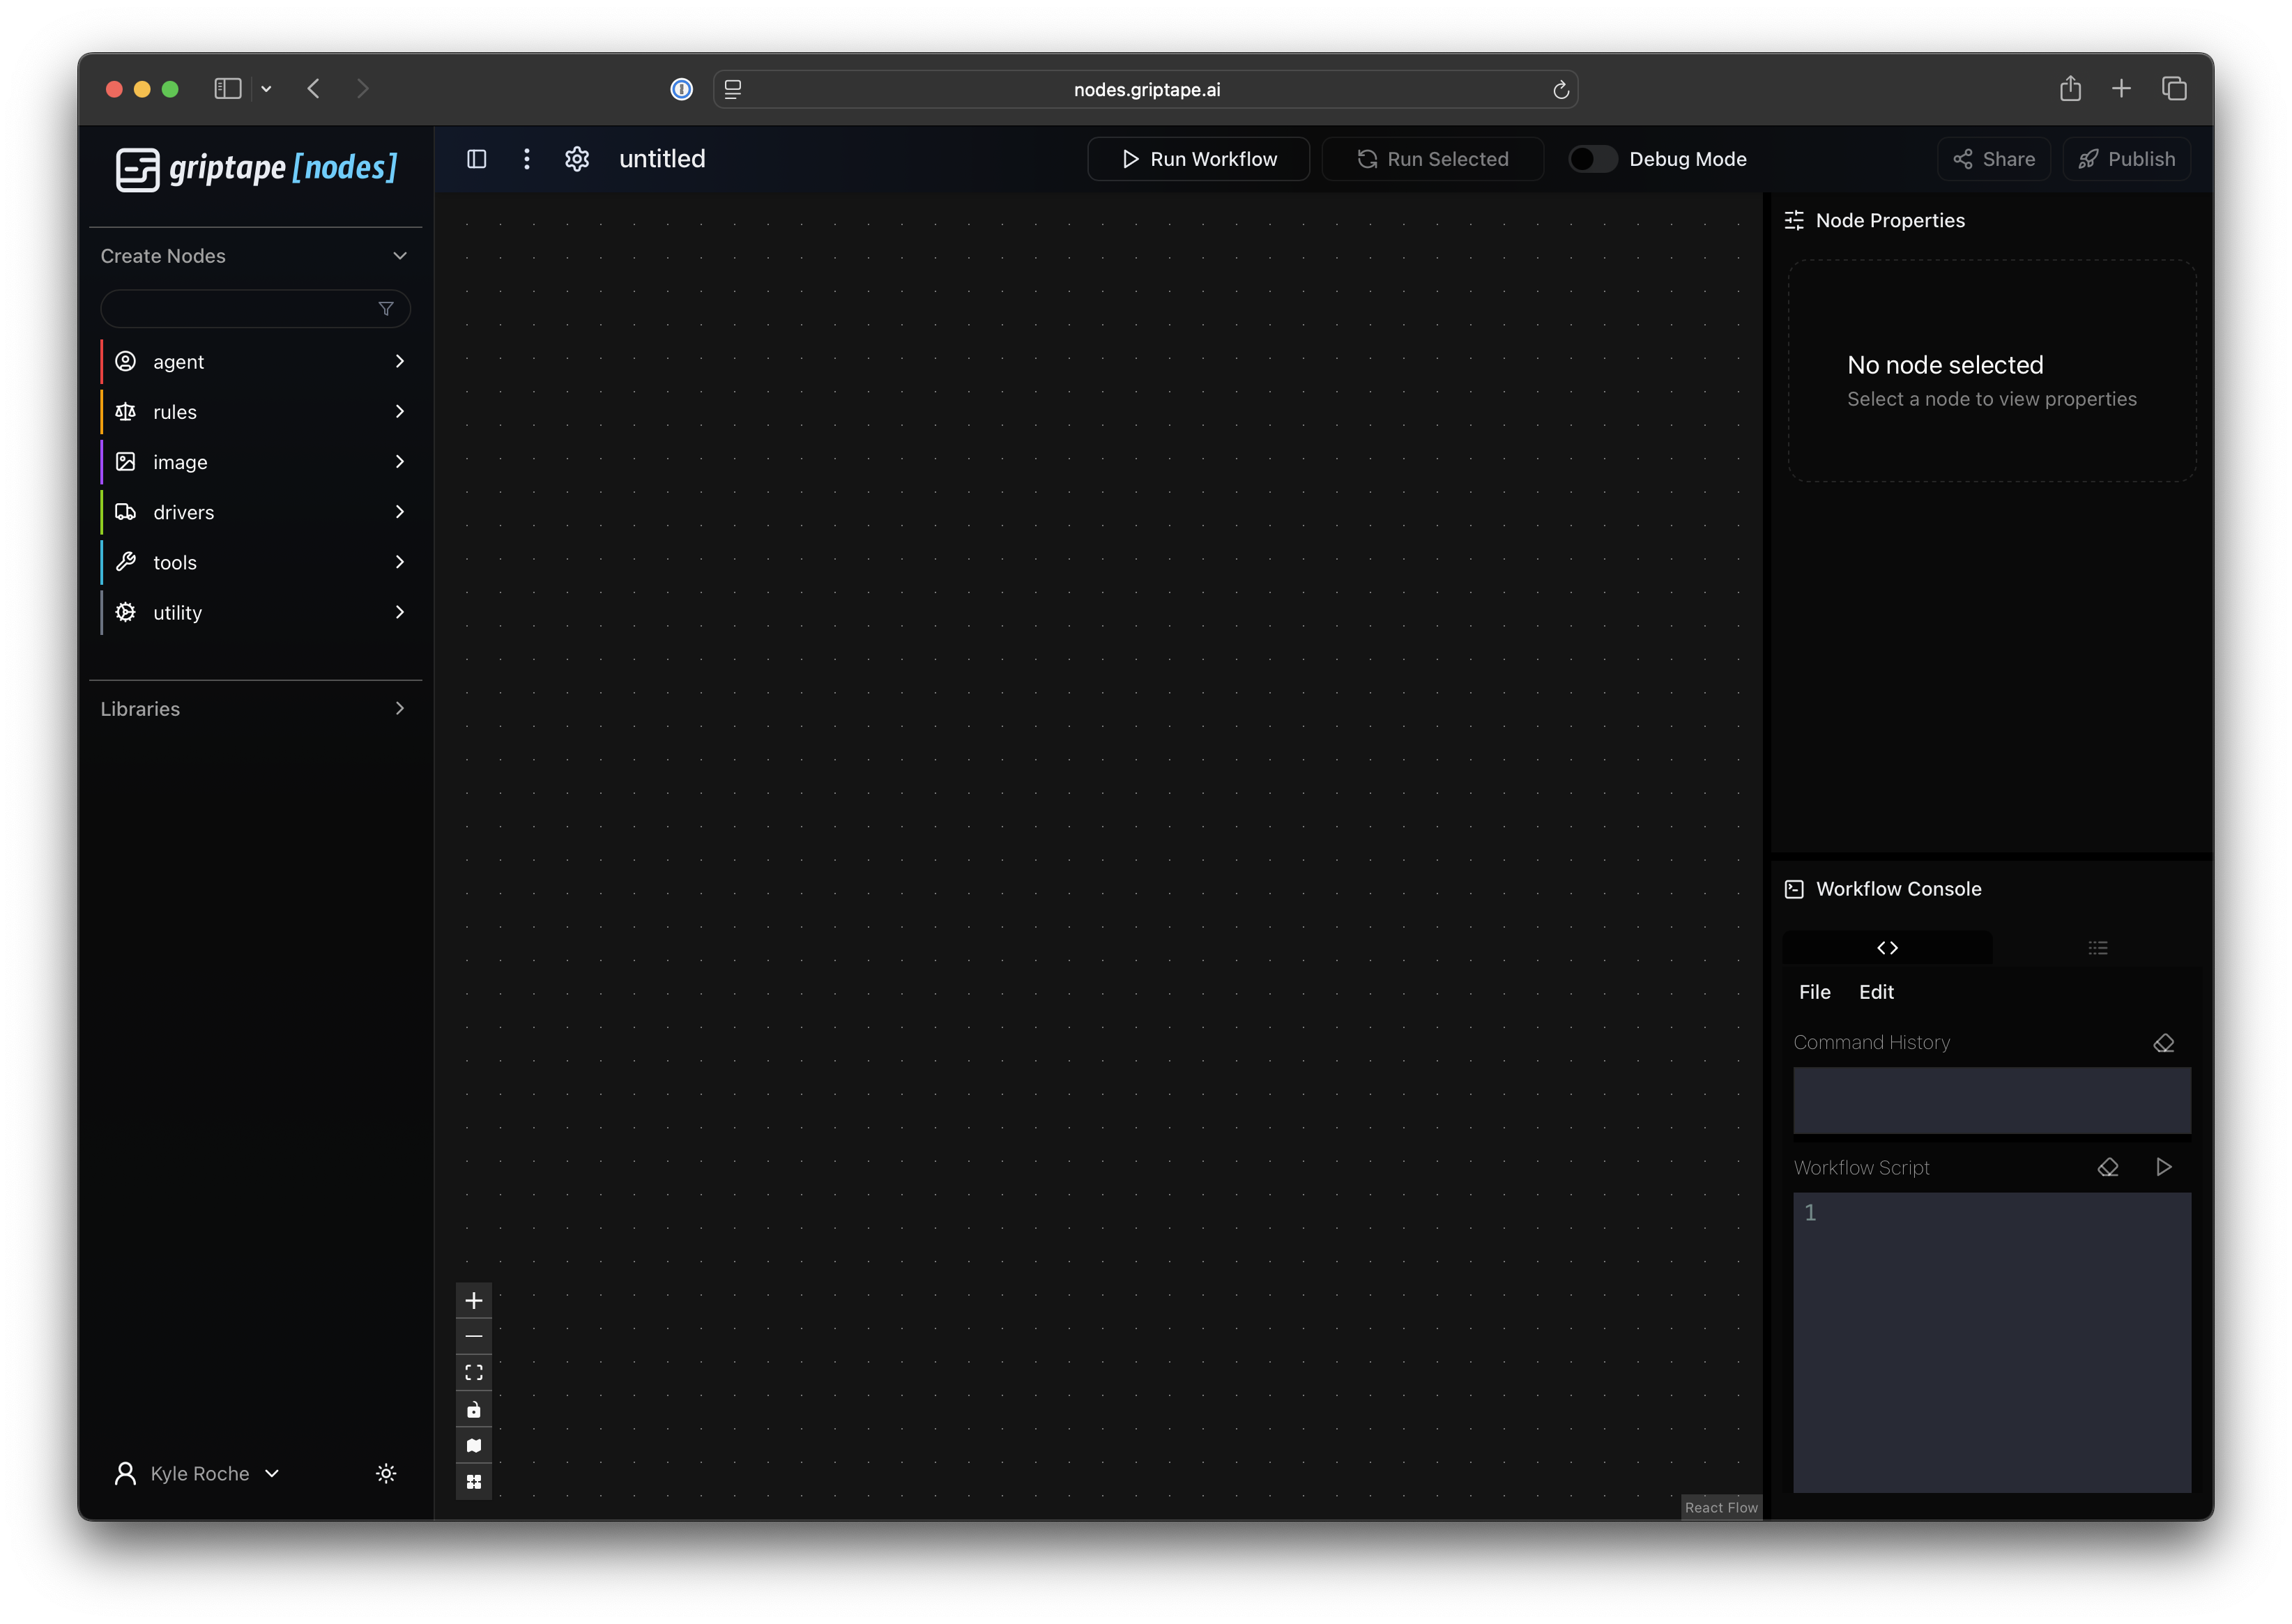 nodes.griptape.ai
griptape [nodes]
untitled
Run Workflow
Run Selected
Debug Mode
Share
Publish
Create Nodes
agent
rules
image
drivers
tools
utility
Libraries
Kyle Roche
React Flow
Node Properties
No node selected
Select a node to view properties
Workflow Console
File Edit
Command History
Workflow Script
1